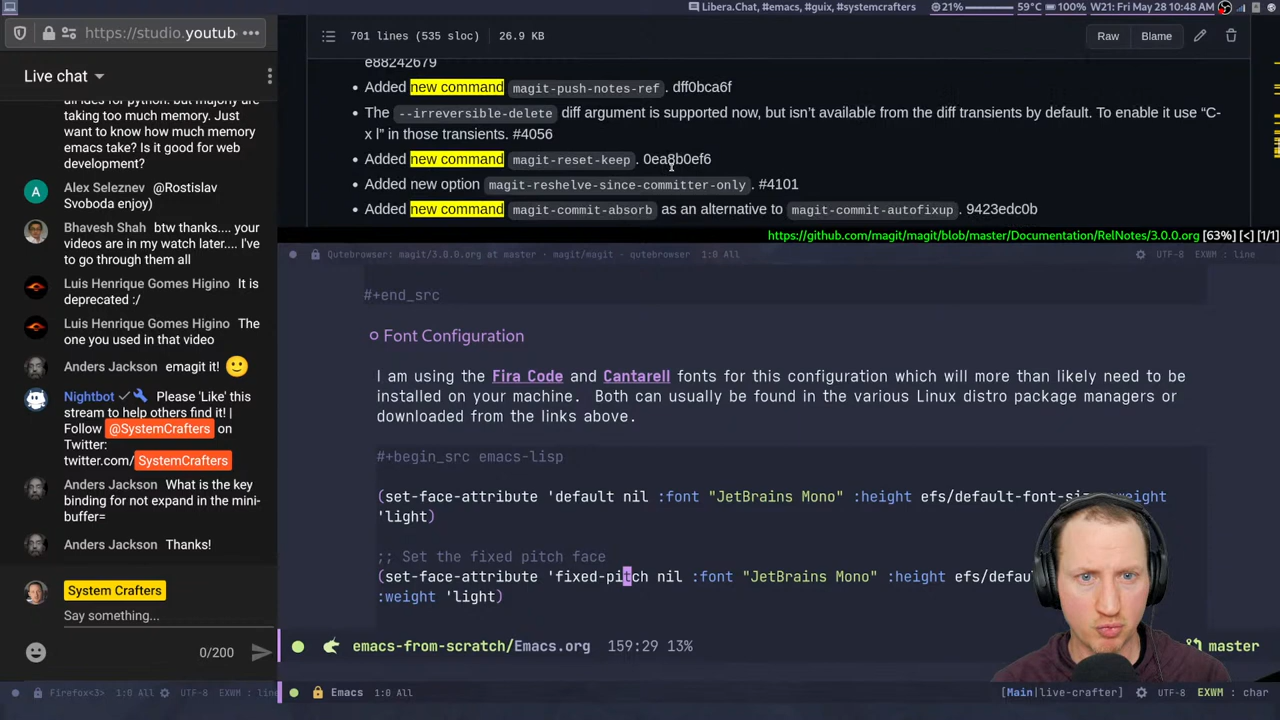 Libera.Chat, #emacs, #guix, #systemcrafters
21%
59°C
100%
W21: Fri May 28 10:48 AM
https://studio.youtub
Live chat
all ides for python. but majority are
taking too much memory. Just
want to know how much memory
emacs take? Is it good for web
development?
Alex Seleznev @Rostislav
Svoboda enjoy)
Bhavesh Shah btw thanks.... your
videos are in my watch later.... I've
to go through them all
Luis Henrique Gomes Higino It is
deprecated :/
Luis Henrique Gomes Higino The
one you used in that video
Anders Jackson emagit it! 🙂
Nightbot Please 'Like' this
stream to help others find it! |
Follow @SystemCrafters on
Twitter:
twitter.com/SystemCrafters
Anders Jackson What is the key
binding for not expand in the mini-
buffer=
Anders Jackson Thanks!
System Crafters
Say something...
0/200
Firefox<3> 1:0 All UTF-8 EXWM : line
701 lines (535 sloc) 26.9 KB
Raw Blame
e88242679
• Added new command magit-push-notes-ref. dff0bca6f
• The --irreversible-delete diff argument is supported now, but isn't available from the diff transients by default. To enable it use “C-
x l” in those transients. #4056
• Added new command magit-reset-keep. 0ea8b0ef6
• Added new option magit-reshelve-since-committer-only. #4101
• Added new command magit-commit-absorb as an alternative to magit-commit-autofixup. 9423edc0b
https://github.com/magit/magit/blob/master/Documentation/RelNotes/3.0.0.org [63%] [<] [1/1]
Qutebrowser: magit/3.0.0.org at master · magit/magit - qutebrowser 1:0 All UTF-8 EXWM : line
#+end_src
Font Configuration
I am using the Fira Code and Cantarell fonts for this configuration which will more than likely need to be
installed on your machine. Both can usually be found in the various Linux distro package managers or
downloaded from the links above.
#+begin_src emacs-lisp
(set-face-attribute 'default nil :font "JetBrains Mono" :height efs/default-font-si weight
'light)
;; Set the fixed pitch face
(set-face-attribute 'fixed-pitch nil :font "JetBrains Mono" :height efs/defau
:weight 'light)
emacs-from-scratch/Emacs.org 159:29 13% master
Emacs 1:0 All [Main|live-crafter] UTF-8 EXWM : char